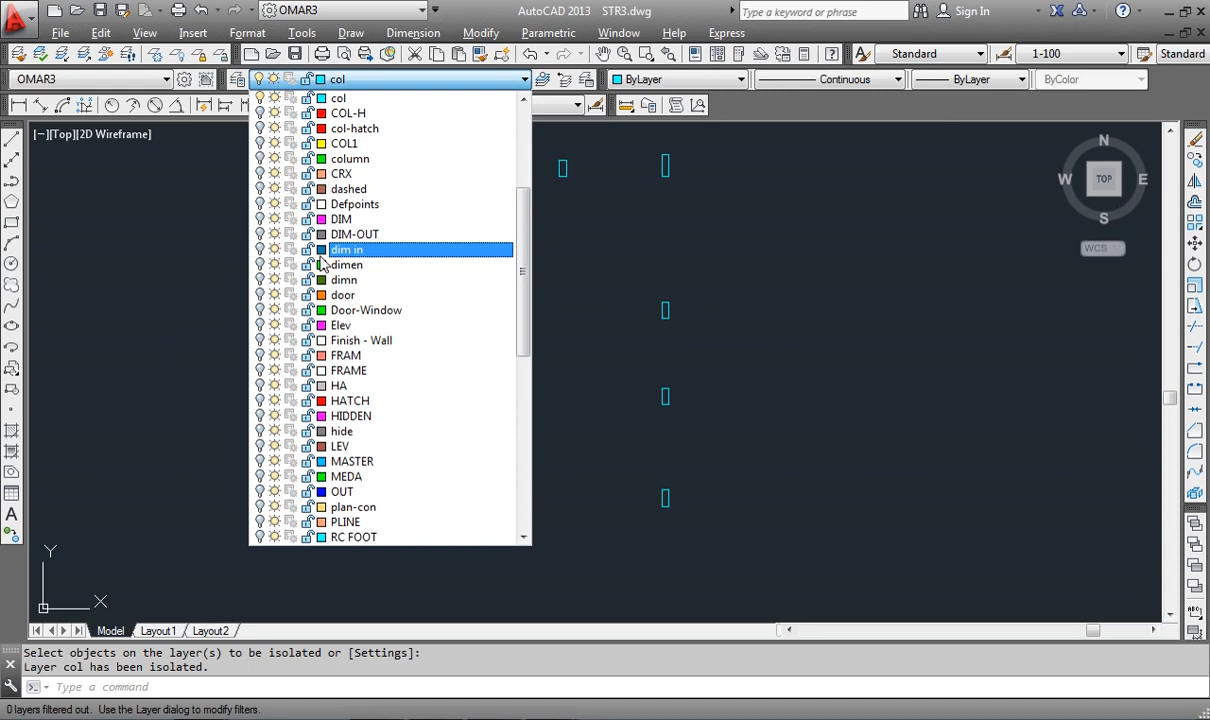 OMAR3
AutoCAD 2013 STR3.dwg
Type a keyword or phrase
Sign In
File Edit View Insert Format Tools Draw Dimension Modify Parametric Window Help Express
Standard
1-100
Standard
OMAR3
col
ByLayer
Continuous
ByLayer
ByColor
[−][Top][2D Wireframe]
col
COL-H
col-hatch
COL1
column
CRX
dashed
Defpoints
DIM
DIM-OUT
dim in
dimen
dimn
door
Door-Window
Elev
Finish - Wall
FRAM
FRAME
HA
HATCH
HIDDEN
hide
LEV
MASTER
MEDA
OUT
plan-con
PLINE
RC FOOT
N
W TOP E
S
WCS
Y
X
Model Layout1 Layout2
Select objects on the layer(s) to be isolated or [Settings]:
Layer col has been isolated.
Type a command
0 layers filtered out. Use the Layer dialog to modify filters.